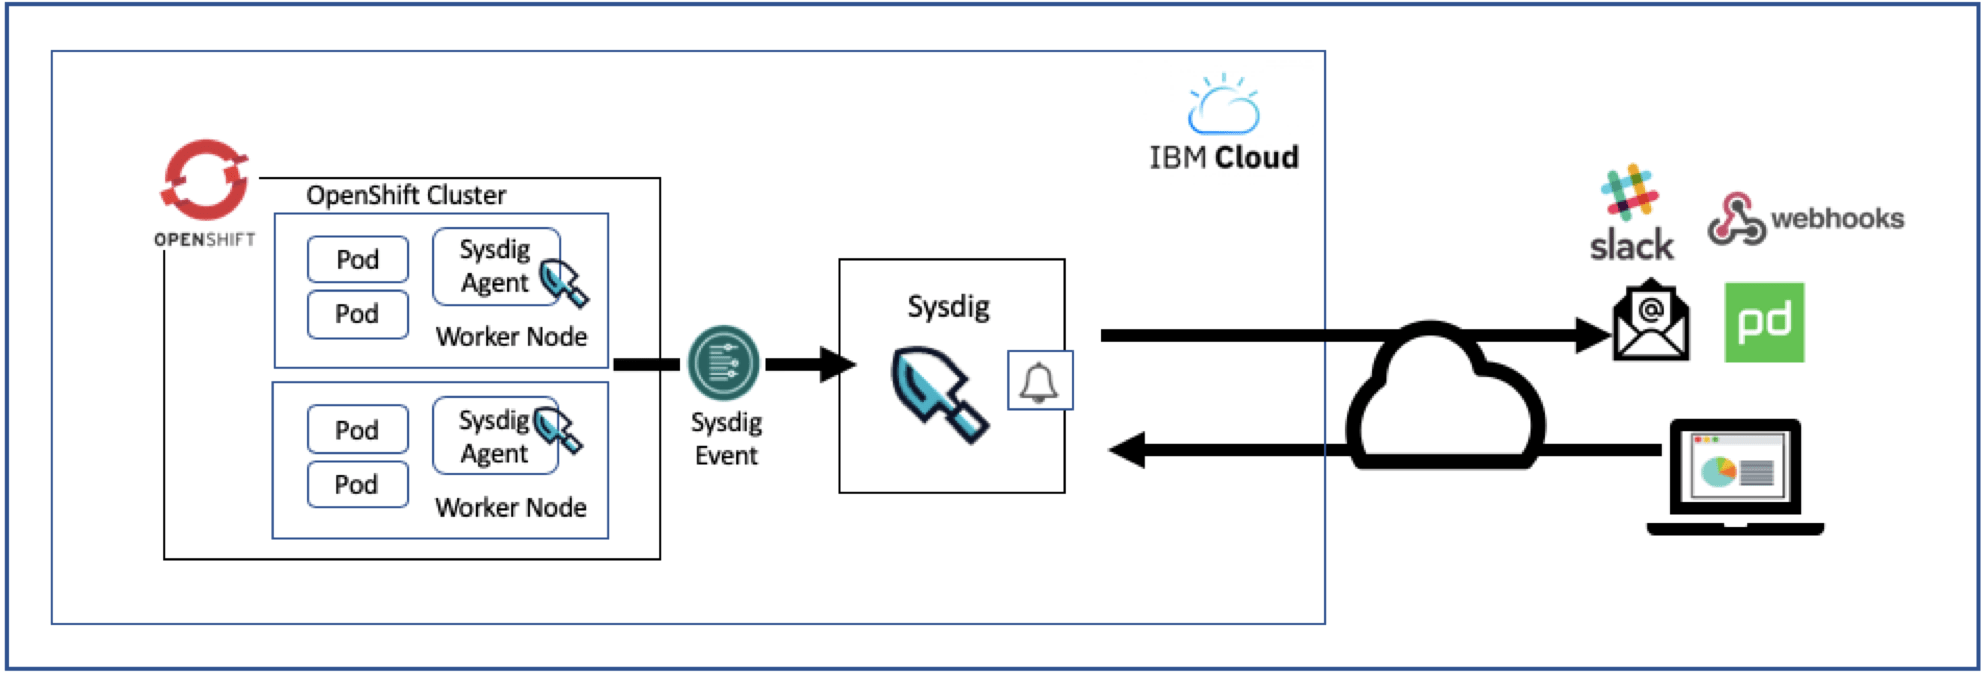 IBM Cloud
OPENSHIFT
OpenShift Cluster
Pod
Pod
Sysdig
Agent
Worker Node
Pod
Pod
Sysdig
Agent
Worker Node
Sysdig
Event
Sysdig
slack
webhooks
@
pd